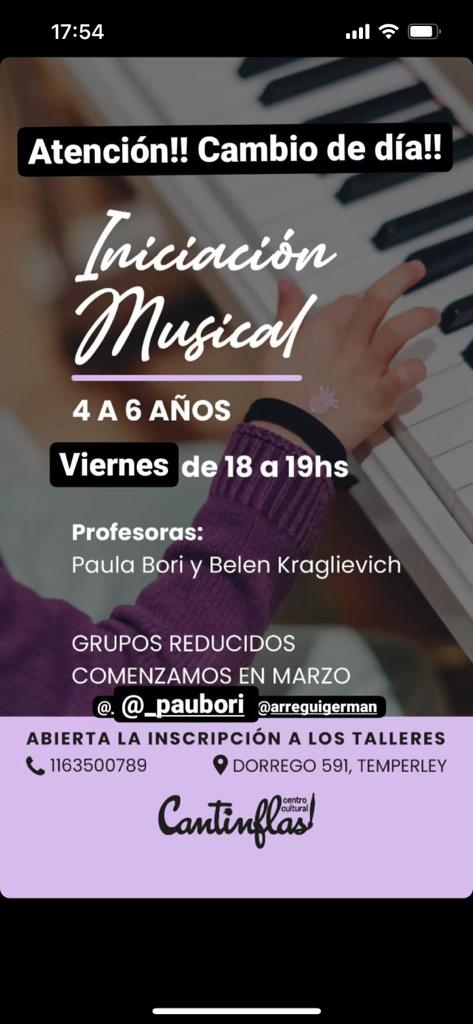 17:54
Atención!! Cambio de día!!
Iniciación
Musical
4 A 6 AÑOS
Viernes de 18 a 19hs
Profesoras:
Paula Bori y Belen Kraglievich
GRUPOS REDUCIDOS
COMENZAMOS EN MARZO
@. @_paubori @arreguigerman
ABIERTA LA INSCRIPCIÓN A LOS TALLERES
1163500789 DORREGO 591, TEMPERLEY
Cantinflas! centro
cultural